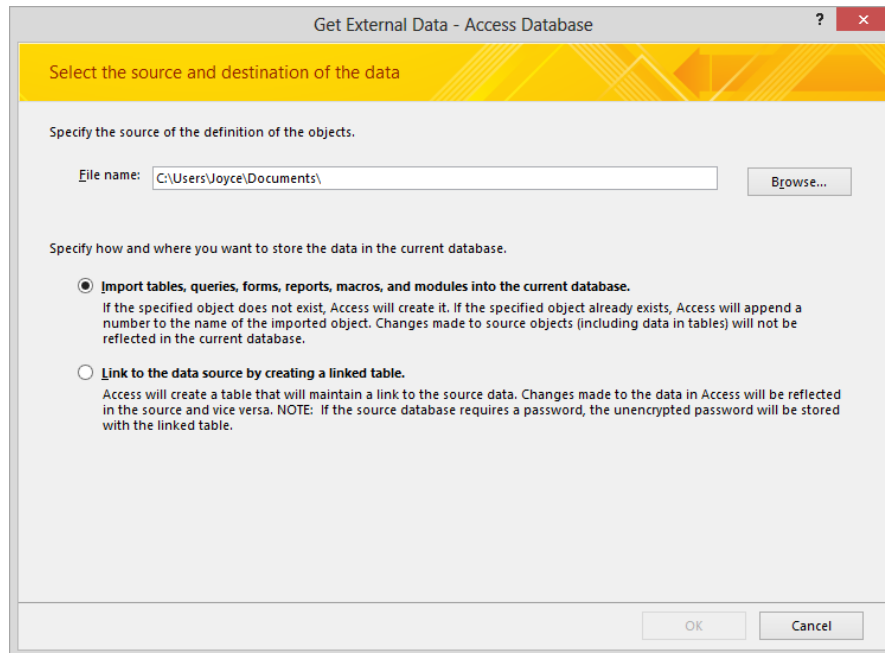 Get External Data - Access Database
?
Select the source and destination of the data
Specify the source of the definition of the objects.
File name: C:\Users\Joyce\Documents\ Browse...
Specify how and where you want to store the data in the current database.
Import tables, queries, forms, reports, macros, and modules into the current database.
If the specified object does not exist, Access will create it. If the specified object already exists, Access will append a
number to the name of the imported object. Changes made to source objects (including data in tables) will not be
reflected in the current database.
Link to the data source by creating a linked table.
Access will create a table that will maintain a link to the source data. Changes made to the data in Access will be reflected
in the source and vice versa. NOTE: If the source database requires a password, the unencrypted password will be stored
with the linked table.
OK Cancel